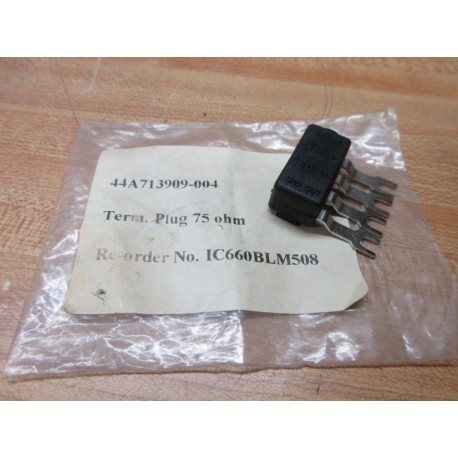 44A713909-004
Term. Plug 75 ohm
Re-order No. IC660BLM508